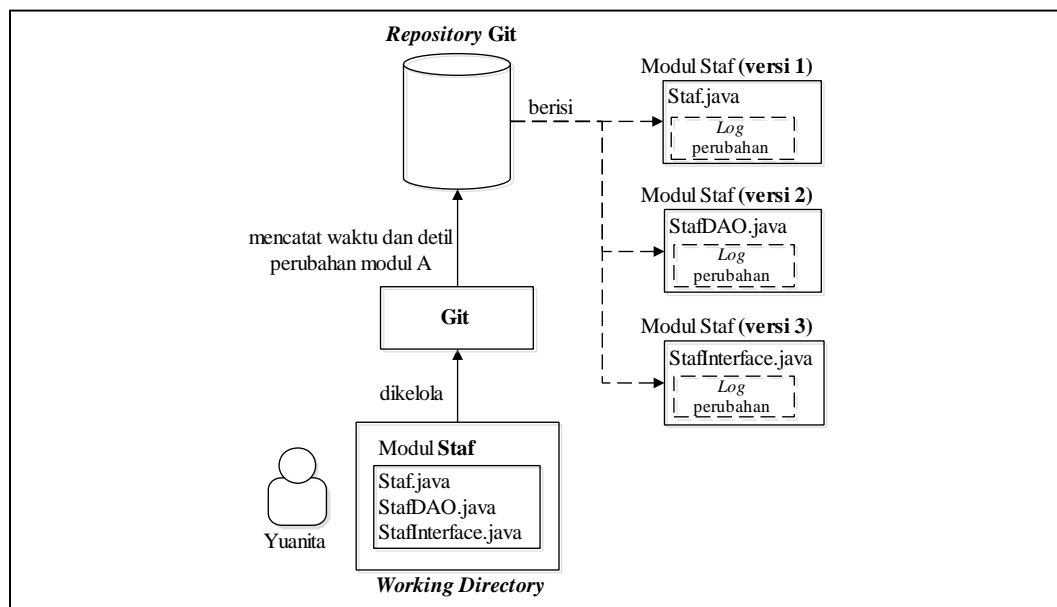 Repository Git
berisi
Modul Staf (versi 1)
Staf.java
Log
perubahan
Modul Staf (versi 2)
StafDAO.java
Log
perubahan
Modul Staf (versi 3)
StafInterface.java
Log
perubahan
mencatat waktu dan detil
perubahan modul A
Git
dikelola
Modul Staf
Staf.java
StafDAO.java
StafInterface.java
Yuanita
Working Directory